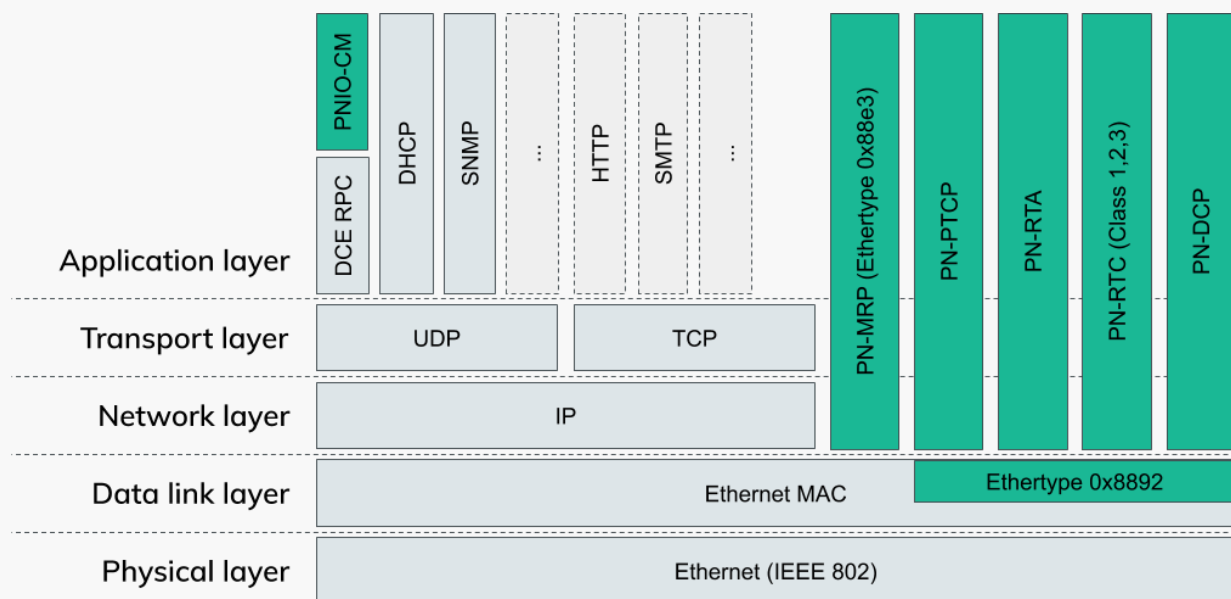 PNIO-CM
DCE RPC
DHCP
SNMP
...
HTTP
SMTP
...
PN-MRP (Ethertype 0x88e3)
PN-PTCP
PN-RTA
PN-RTC (Class 1,2,3)
PN-DCP
Application layer
Transport layer
UDP
TCP
Network layer
IP
Data link layer
Ethernet MAC
Ethertype 0x8892
Physical layer
Ethernet (IEEE 802)